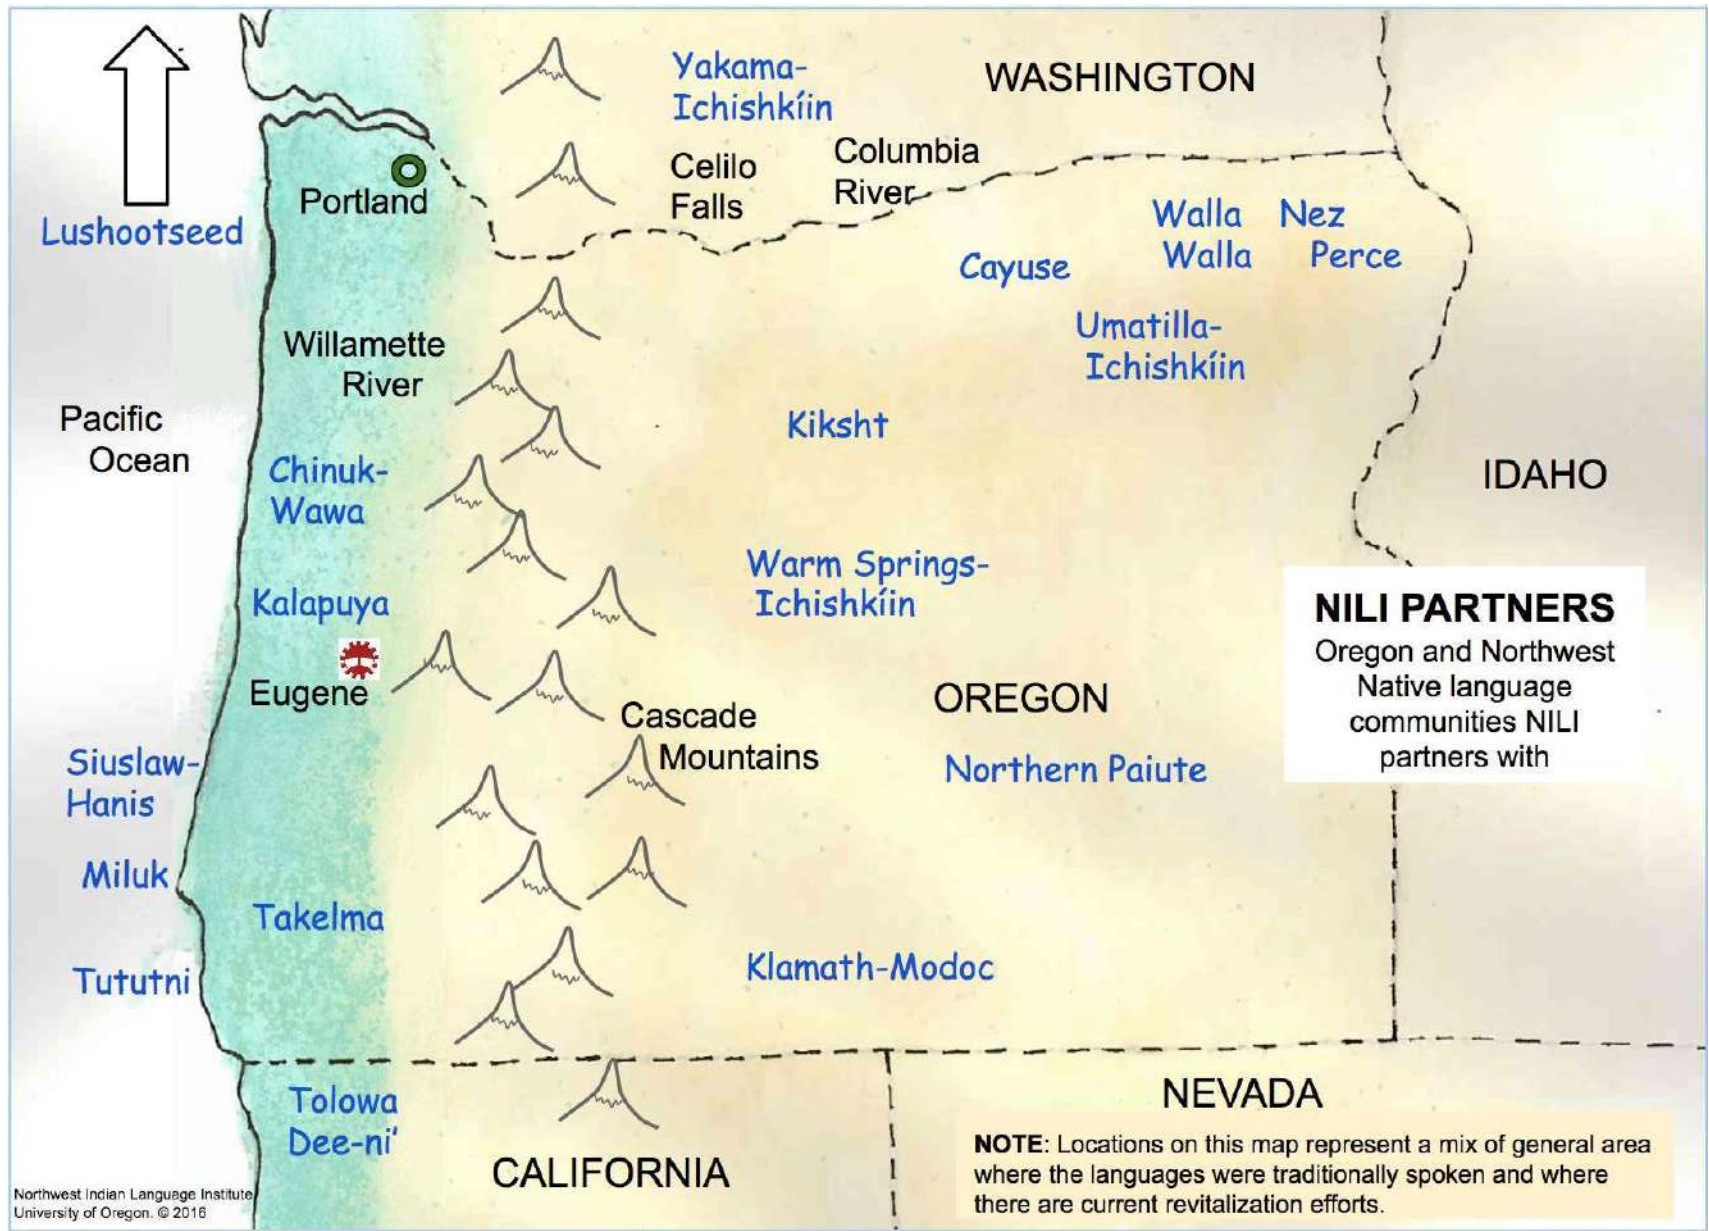 Yakama-
Ichishkíin
WASHINGTON
Columbia
River
Celilo
Falls
Portland
Lushootseed
Walla
Walla
Nez
Perce
Cayuse
Umatilla-
Ichishkíin
Willamette
River
Pacific
Ocean
Kiksht
Chinuk-
Wawa
IDAHO
Warm Springs-
Ichishkíin
Kalapuya
Eugene
NILI PARTNERS
Oregon and Northwest
Native language
communities NILI
partners with
OREGON
Cascade
Mountains
Siuslaw-
Hanis
Northern Paiute
Miluk
Takelma
Tututni
Klamath-Modoc
Tolowa
Dee-ni'
CALIFORNIA
NEVADA
NOTE: Locations on this map represent a mix of general area
where the languages were traditionally spoken and where
there are current revitalization efforts.
Northwest Indian Language Institute
University of Oregon. © 2016